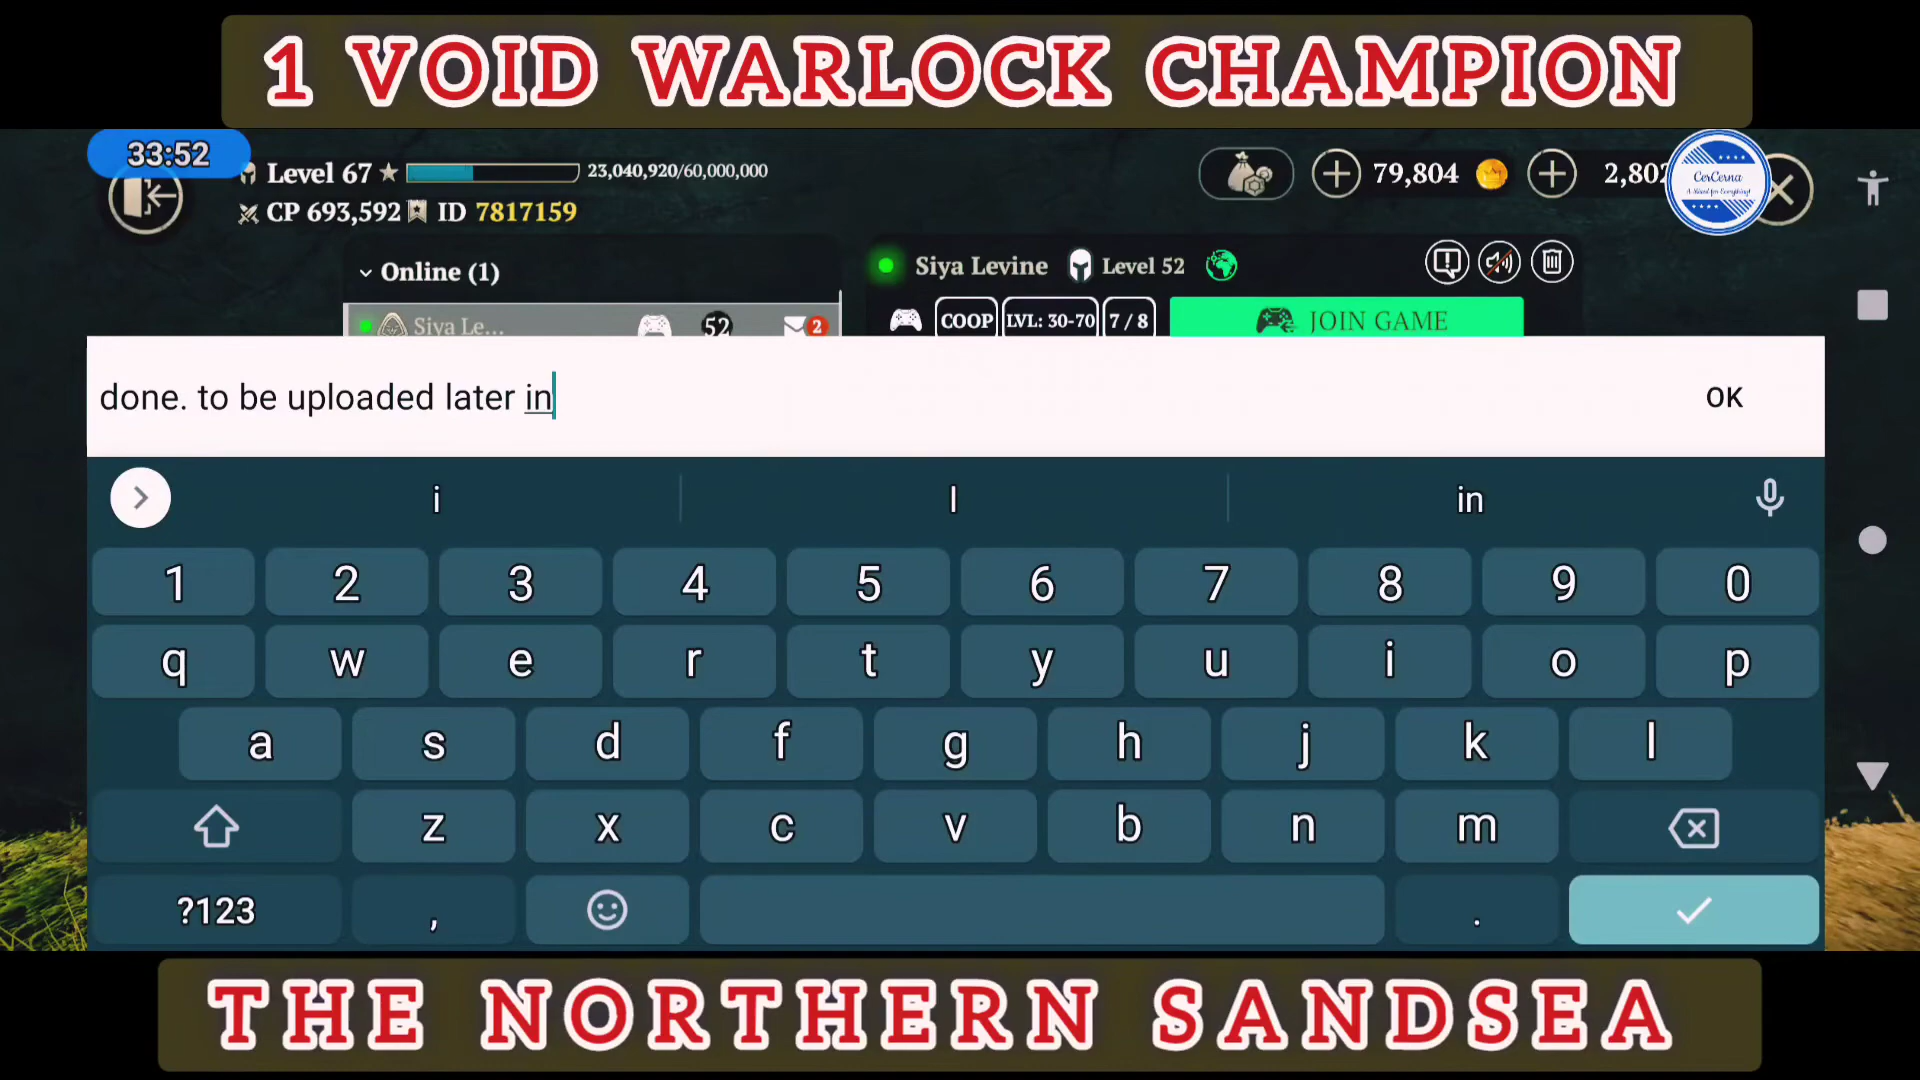 1 VOID WARLOCK CHAMPION
33:52
Level 67 23,040,920/60,000,000
79,804
2,802
CP 693,592 ID 7817159
CerCerna
Online (1)
Siya Levine Level 52
Siya Le... 52 2
COOP LVL: 30-70 7 / 8 JOIN GAME
done. to be uploaded later in
OK
i I in
1 2 3 4 5 6 7 8 9 0
q w e r t y u i o p
a s d f g h j k l
z x c v b n m
?123 , .
THE NORTHERN SANDSEA